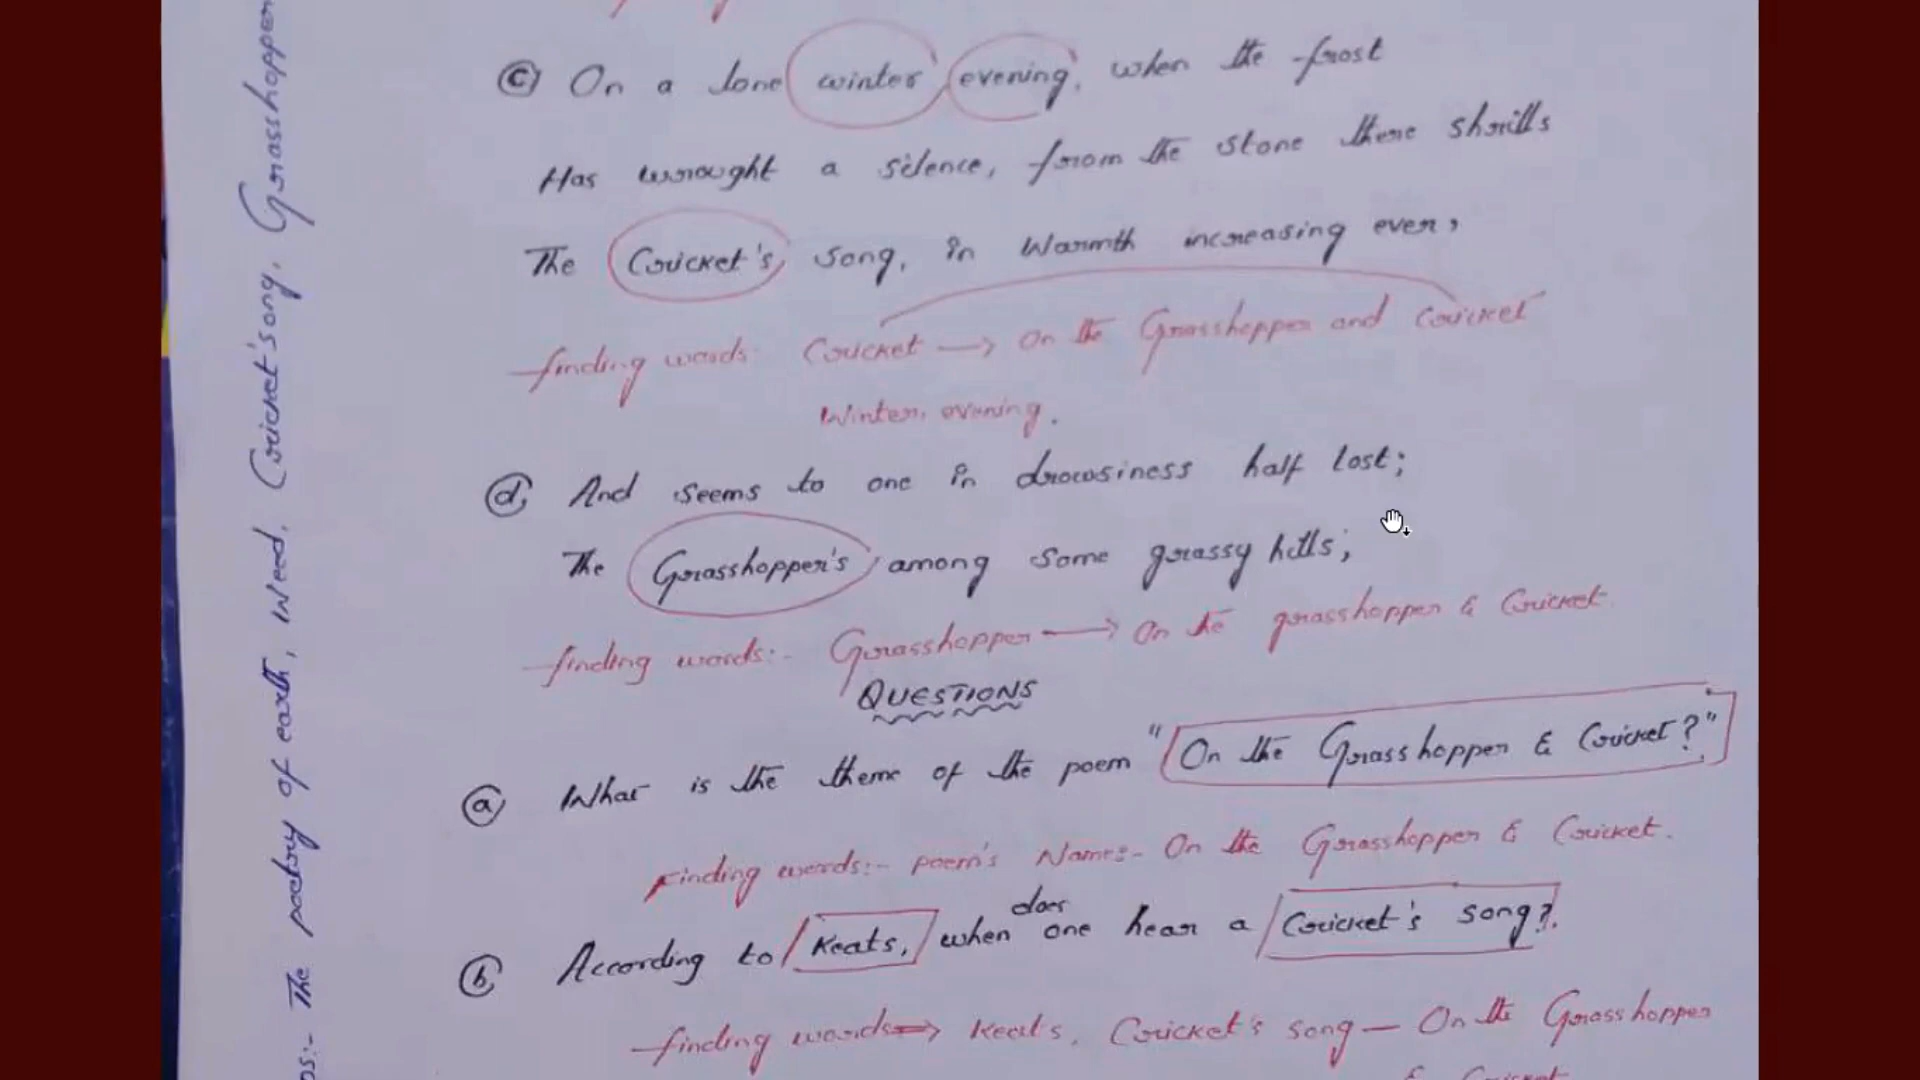 © On a lone winter evening, when the frost
Has wrought a silence, from the stone there shrills
The Cricket's song, in warmth increasing ever,
finding words: Cricket → On the Grasshopper and Cricket
Winter, evening.
ⓓ And seems to one in drowsiness half lost;
The Grasshopper's among some grassy hills;
finding words:- Grasshopper → On the grasshopper & Cricket.
QUESTIONS
ⓐ What is the theme of the poem "On the Grasshopper & Cricket?"
Finding words:- poem's Name:- On the Grasshopper & Cricket.
does
ⓑ According to Keats, when one hear a Cricket's song?
finding words ⇒ Keats, Cricket's song — On the Grasshopper
& Cricket
The poetry of earth, Weed, Cricket's song, Grasshopper